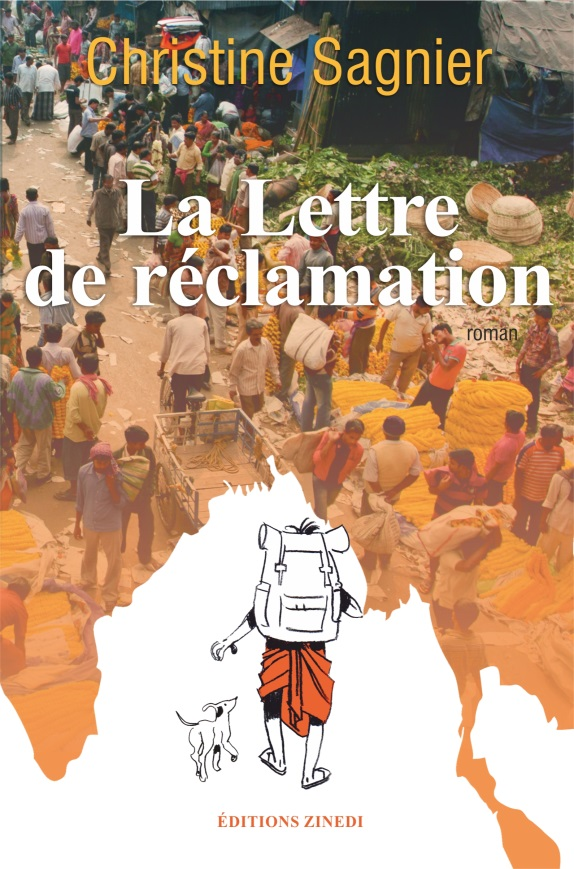 Christine Sagnier
La Lettre
de réclamation
roman
ÉDITIONS ZINEDI